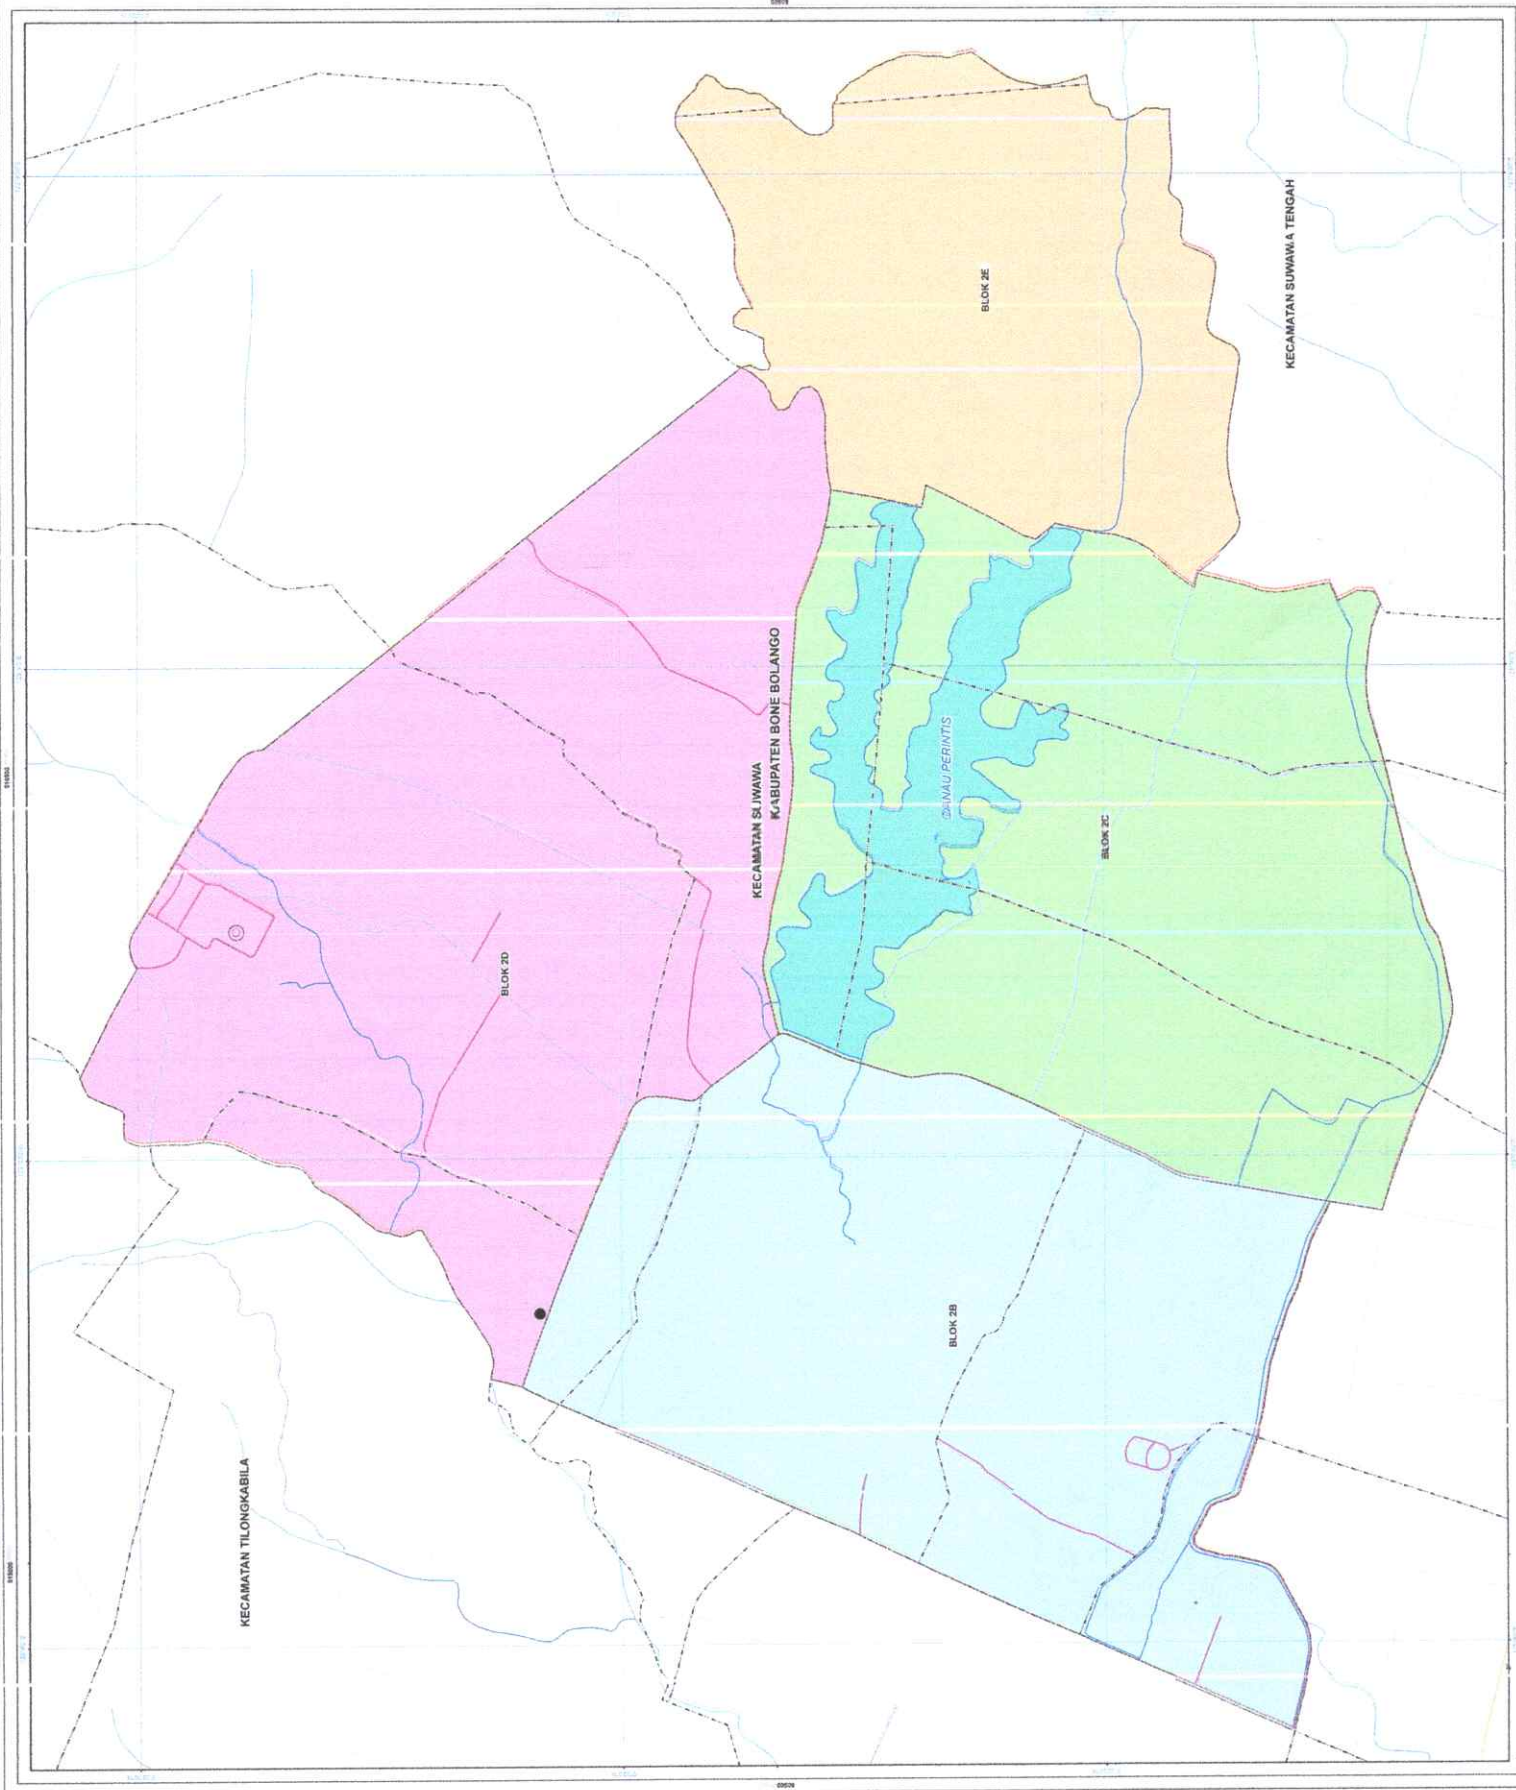 KECAMATAN TILONGKABILA
BLOK 2D
KECAMATAN SUWAWA
KABUPATEN BONE BOLANGO
DANAU PERINTIS
BLOK 2B
BLOK 2E
BLOK 2C
KECAMATAN SUWAWA TENGAH